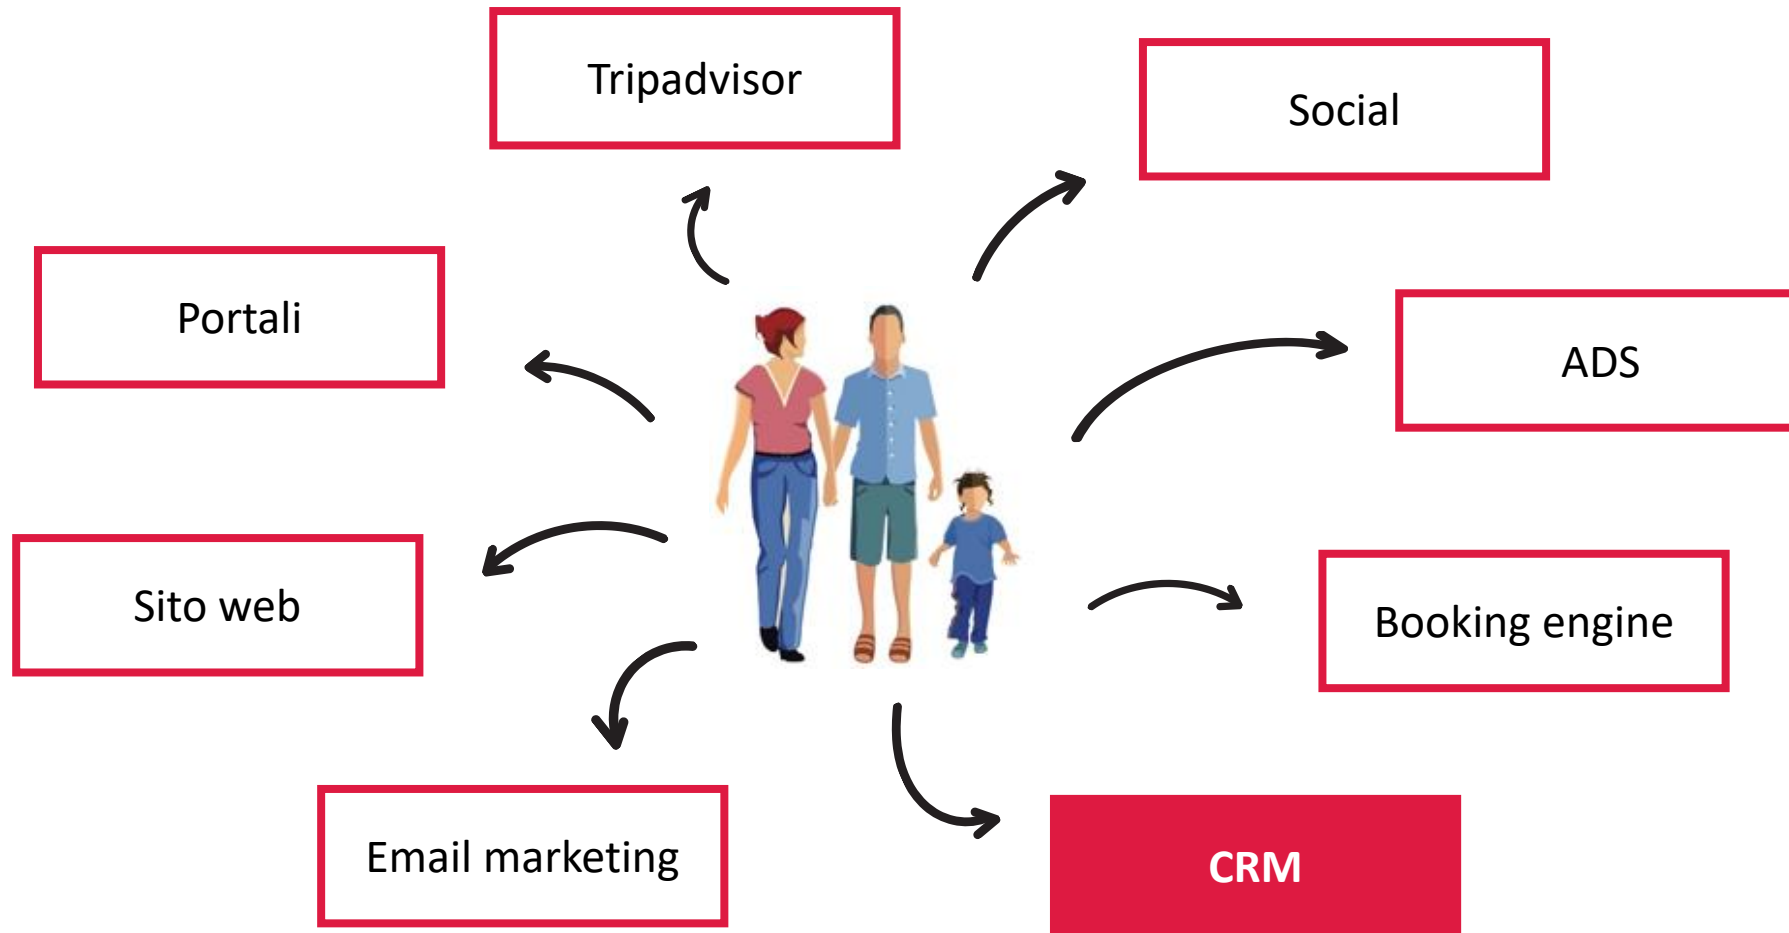 Tripadvisor
Social
Portali
ADS
Sito web
Booking engine
Email marketing
CRM